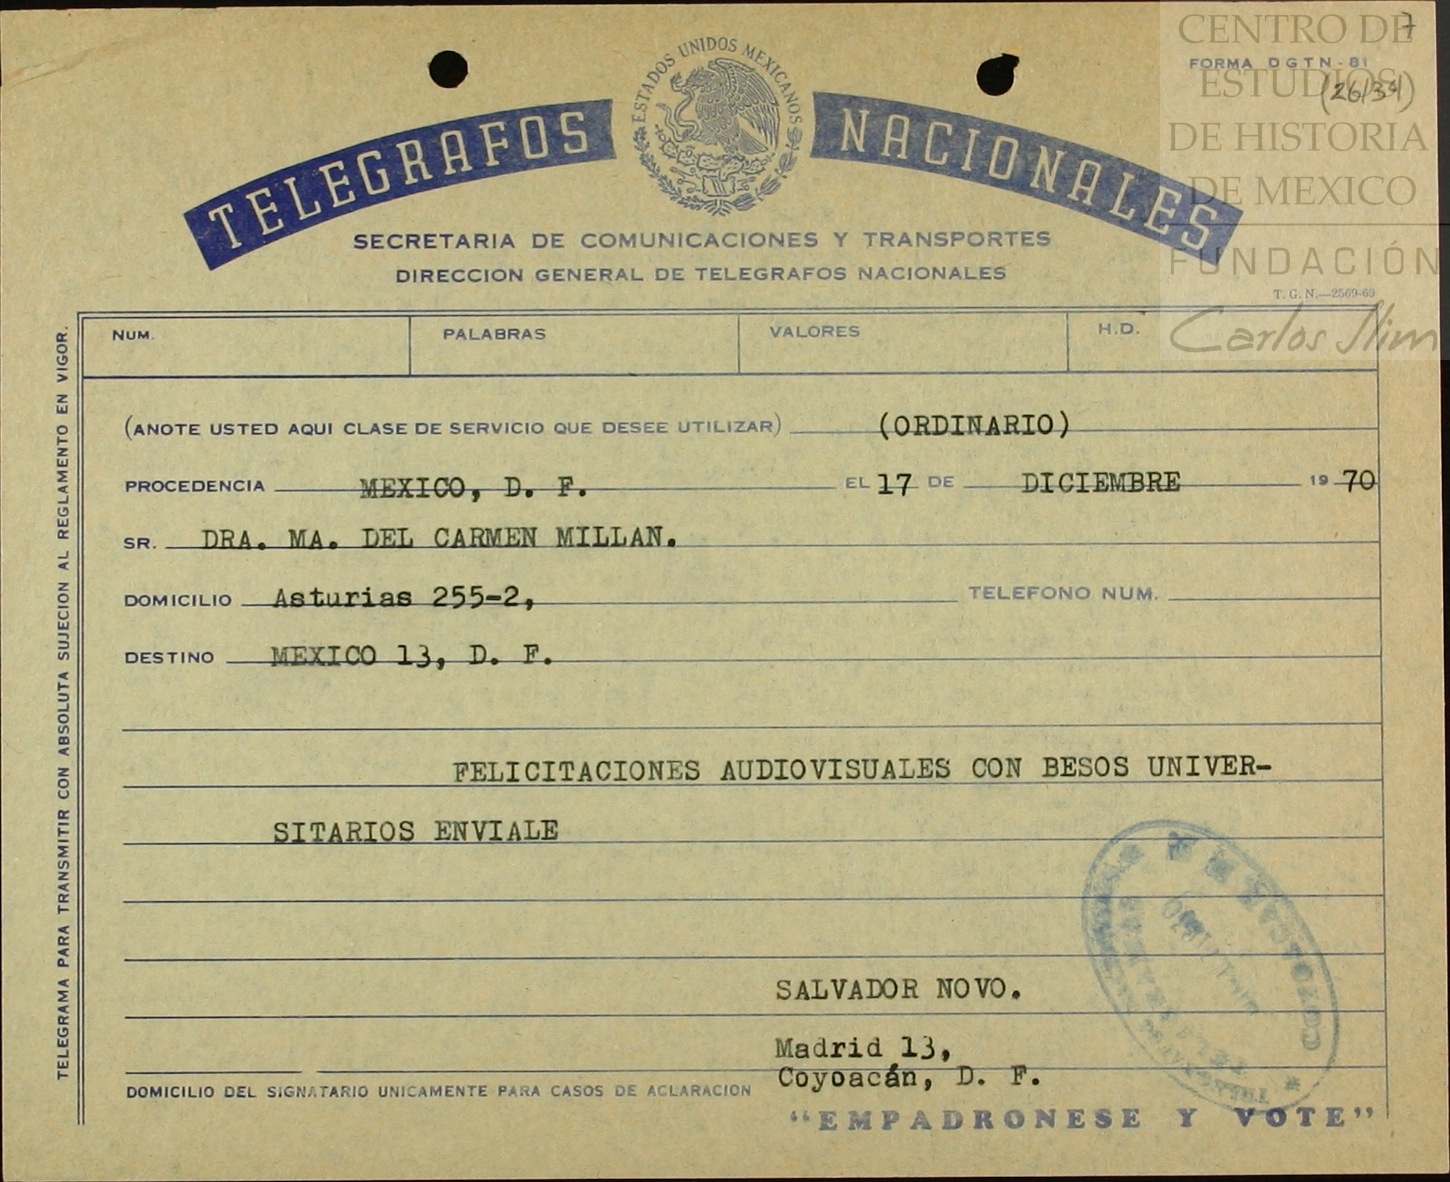 CENTRO DE
ESTUDIOS
DE HISTORIA
DE MEXICO
FUNDACIÓN
Carlos Slim
7
FORMA DGTN-81
(26/34)
ESTADOS UNIDOS MEXICANOS
TELEGRAFOS NACIONALES
SECRETARIA DE COMUNICACIONES Y TRANSPORTES
DIRECCION GENERAL DE TELEGRAFOS NACIONALES
T. G. N.—2569-69
NUM. PALABRAS VALORES H.D.
(ANOTE USTED AQUI CLASE DE SERVICIO QUE DESEE UTILIZAR) (ORDINARIO)
PROCEDENCIA MEXICO, D. F. EL 17 DE DICIEMBRE 19 70
SR. DRA. MA. DEL CARMEN MILLAN.
DOMICILIO Asturias 255-2, TELEFONO NUM.
DESTINO MEXICO 13, D. F.
FELICITACIONES AUDIOVISUALES CON BESOS UNIVER-
SITARIOS ENVIALE
SALVADOR NOVO.
Madrid 13,
Coyoacán, D. F.
DOMICILIO DEL SIGNATARIO UNICAMENTE PARA CASOS DE ACLARACION
"EMPADRONESE Y VOTE"
TELEGRAMA PARA TRANSMITIR CON ABSOLUTA SUJECION AL REGLAMENTO EN VIGOR.